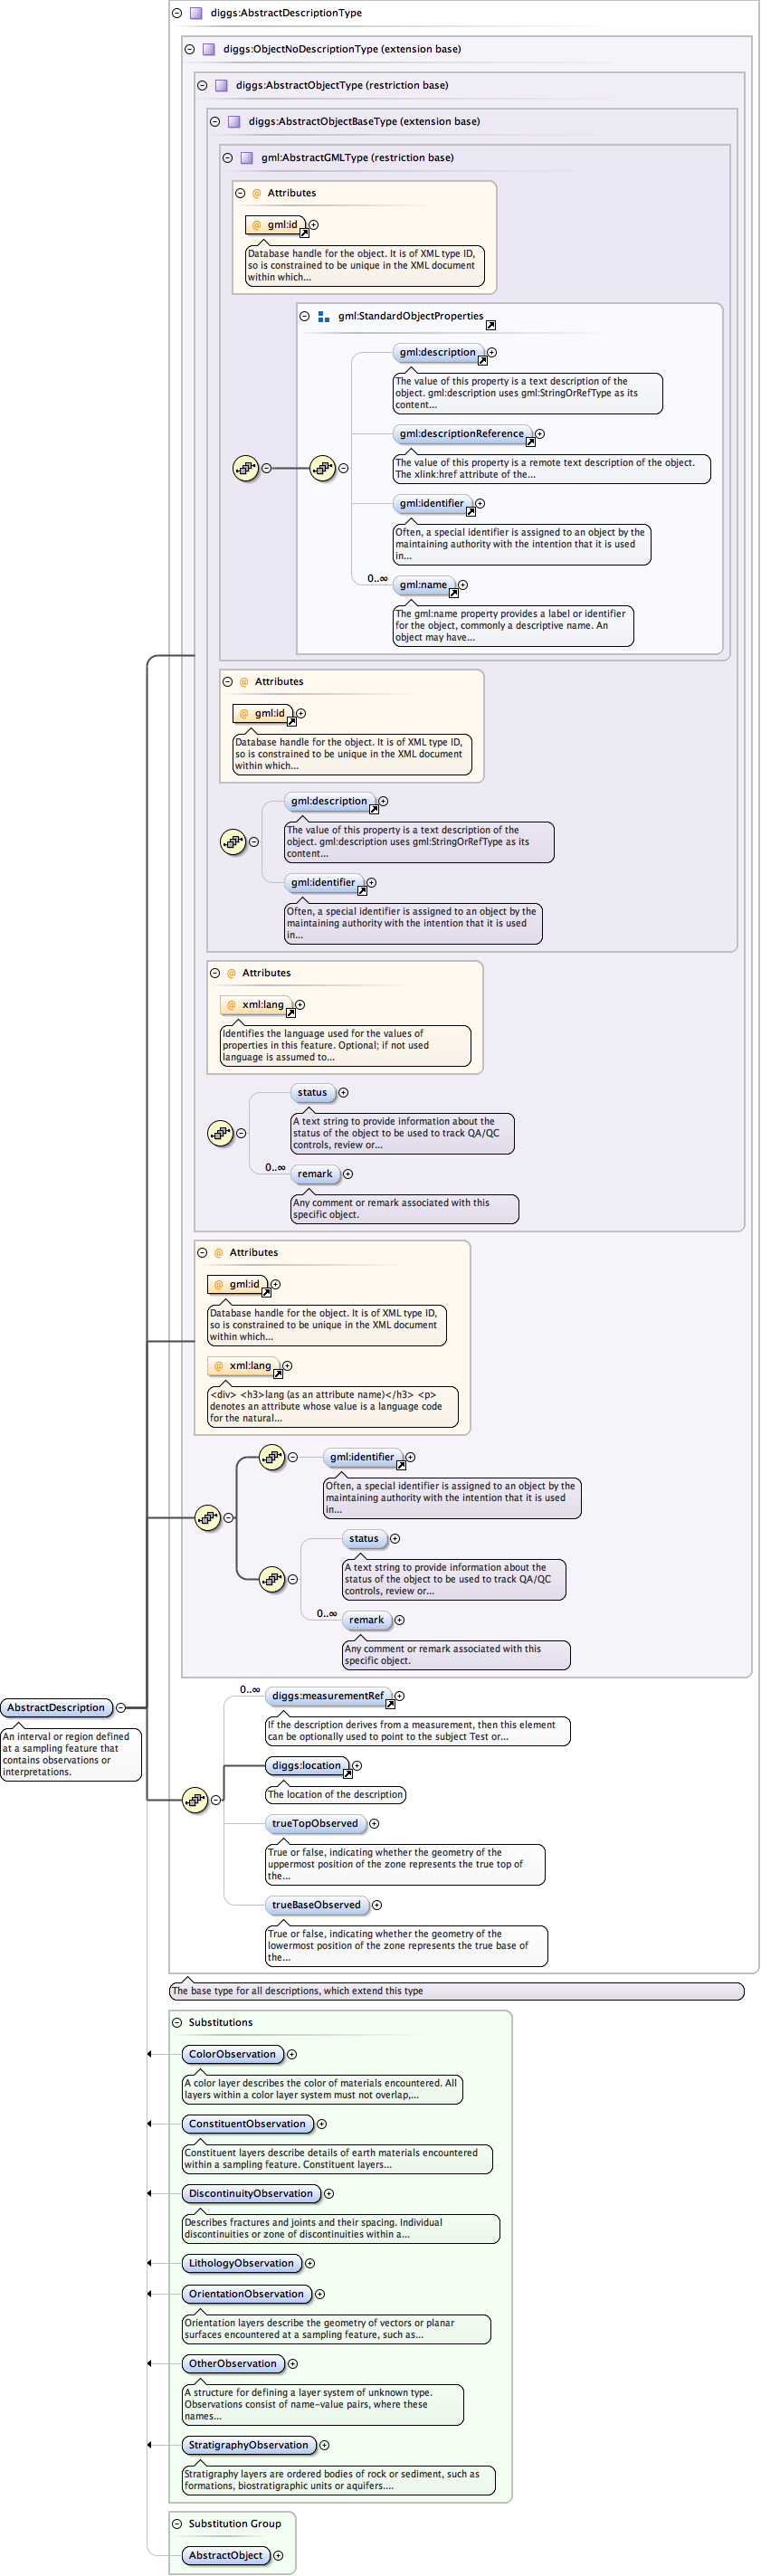 diggs:AbstractDescriptionType
diggs:ObjectNoDescriptionType (extension base)
diggs:AbstractObjectType (restriction base)
diggs:AbstractObjectBaseType (extension base)
gml:AbstractGMLType (restriction base)
@ Attributes
@ gml:id
Database handle for the object. It is of XML type ID,
so is constrained to be unique in the XML document
within which...
gml:StandardObjectProperties
gml:description
The value of this property is a text description of the
object. gml:description uses gml:StringOrRefType as its
content...
gml:descriptionReference
The value of this property is a remote text description of the object.
The xlink:href attribute of the...
gml:identifier
Often, a special identifier is assigned to an object by the
maintaining authority with the intention that it is used
in...
0..∞
gml:name
The gml:name property provides a label or identifier
for the object, commonly a descriptive name. An
object may have...
@ Attributes
@ gml:id
Database handle for the object. It is of XML type ID,
so is constrained to be unique in the XML document
within which...
gml:description
The value of this property is a text description of the
object. gml:description uses gml:StringOrRefType as its
content...
gml:identifier
Often, a special identifier is assigned to an object by the
maintaining authority with the intention that it is used
in...
@ Attributes
@ xml:lang
Identifies the language used for the values of
properties in this feature. Optional; if not used
language is assumed to...
status
A text string to provide information about the
status of the object to be used to track QA/QC
controls, review or...
0..∞
remark
Any comment or remark associated with this
specific object.
@ Attributes
@ gml:id
Database handle for the object. It is of XML type ID,
so is constrained to be unique in the XML document
within which...
@ xml:lang
<div> <h3>lang (as an attribute name)</h3> <p>
denotes an attribute whose value is a language code
for the natural...
gml:identifier
Often, a special identifier is assigned to an object by the
maintaining authority with the intention that it is used
in...
status
A text string to provide information about the
status of the object to be used to track QA/QC
controls, review or...
0..∞
remark
Any comment or remark associated with this
specific object.
AbstractDescription
An interval or region defined
at a sampling feature that
contains observations or
interpretations.
0..∞
diggs:measurementRef
If the description derives from a measurement, then this element
can be optionally used to point to the subject Test or...
diggs:location
The location of the description
trueTopObserved
True or false, indicating whether the geometry of the
uppermost position of the zone represents the true top of
the...
trueBaseObserved
True or false, indicating whether the geometry of the
lowermost position of the zone represents the true base of
the...
The base type for all descriptions, which extend this type
Substitutions
ColorObservation
A color layer describes the color of materials encountered. All
layers within a color layer system must not overlap,...
ConstituentObservation
Constituent layers describe details of earth materials encountered
within a sampling feature. Constituent layers...
DiscontinuityObservation
Describes fractures and joints and their spacing. Individual
discontinuities or zone of discontinuities within a...
LithologyObservation
OrientationObservation
Orientation layers describe the geometry of vectors or planar
surfaces encountered at a sampling feature, such as...
OtherObservation
A structure for defining a layer system of unknown type.
Observations consist of name-value pairs, where these
names...
StratigraphyObservation
Stratigraphy layers are ordered bodies of rock or sediment, such as
formations, biostratigraphic units or aquifers....
Substitution Group
AbstractObject